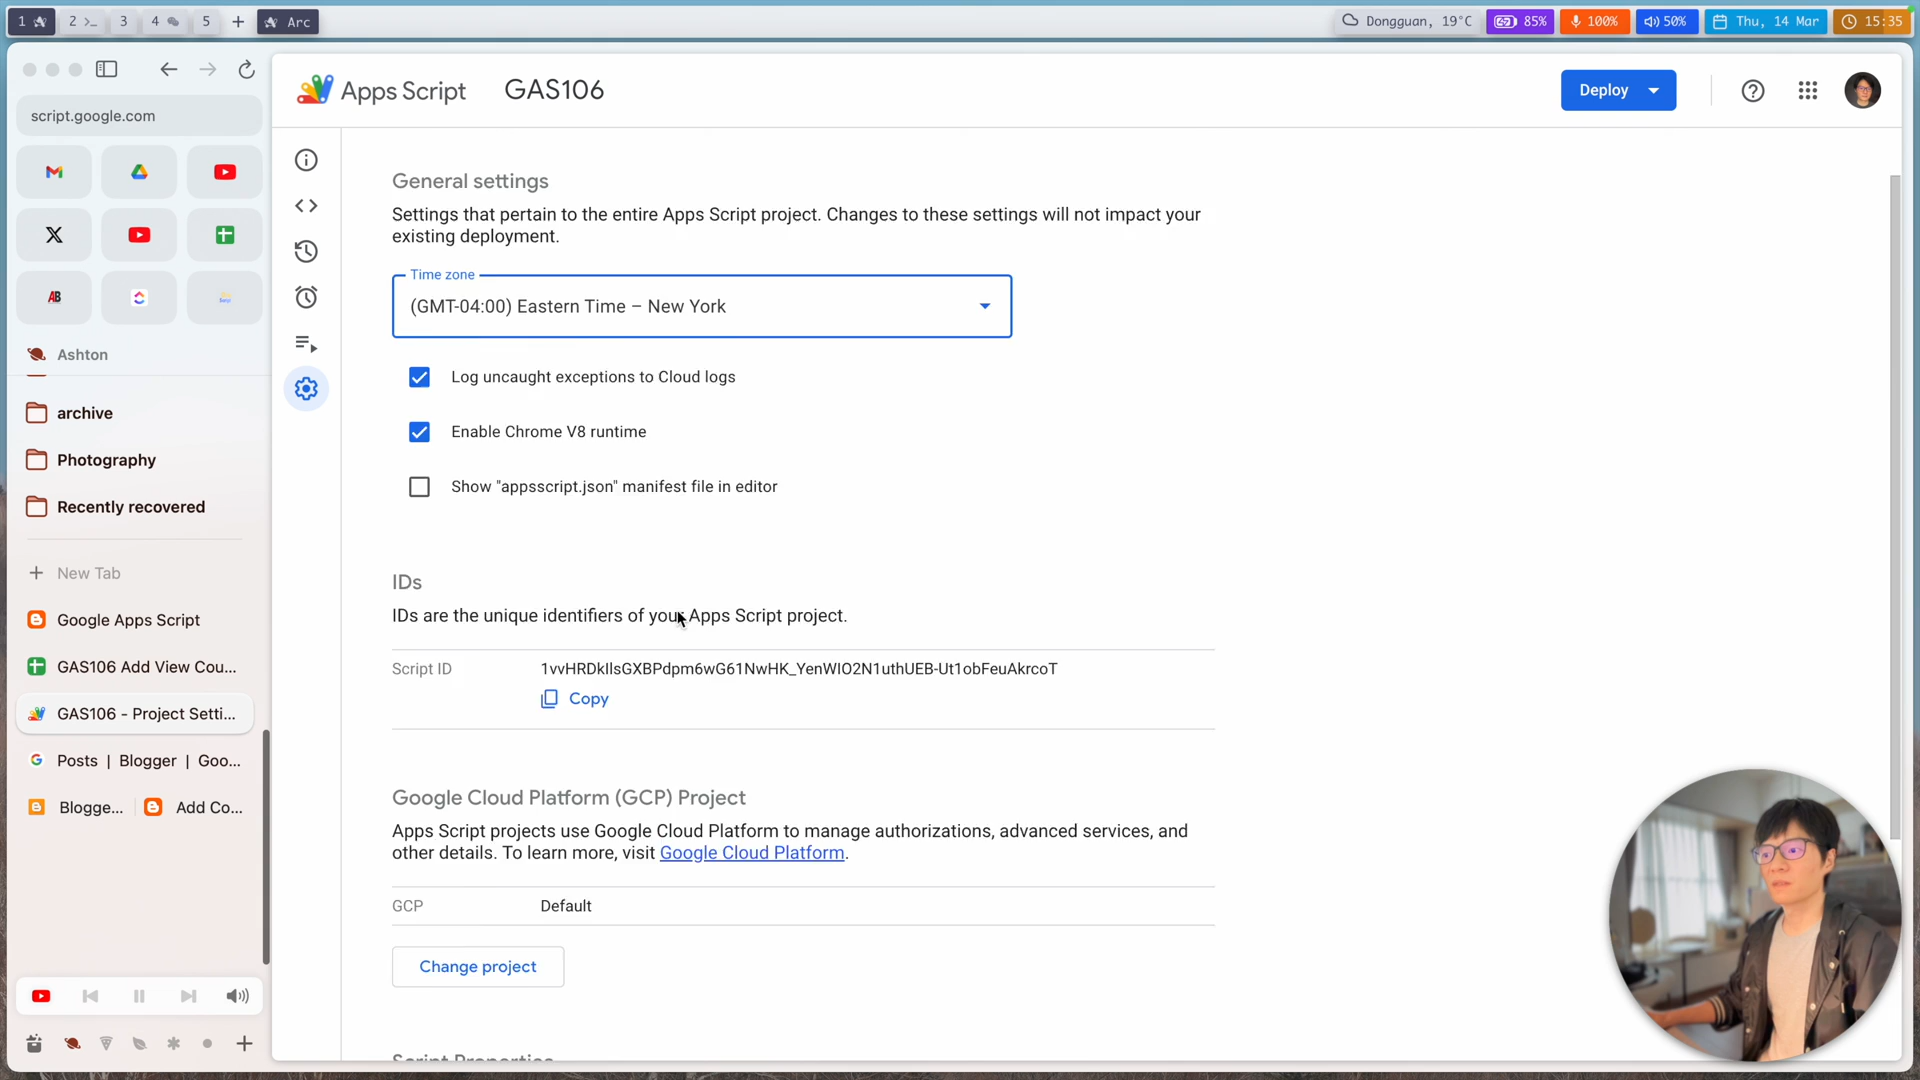 1
2
3
4
5
+
Arc
Dongguan, 19°C
85%
100%
50%
Thu, 14 Mar
15:35
script.google.com
Ashton
archive
Photography
Recently recovered
+ New Tab
Google Apps Script
GAS106 Add View Cou...
GAS106 - Project Setti...
Posts | Blogger | Goo...
Blogge...
Add Co...
Apps Script
GAS106
Deploy
General settings
Settings that pertain to the entire Apps Script project. Changes to these settings will not impact your
existing deployment.
Time zone
(GMT-04:00) Eastern Time – New York
Log uncaught exceptions to Cloud logs
Enable Chrome V8 runtime
Show "appsscript.json" manifest file in editor
IDs
IDs are the unique identifiers of your Apps Script project.
Script ID
1vvHRDkIlsGXBPdpm6wG61NwHK_YenWIO2N1uthUEB-Ut1obFeuAkrcoT
Copy
Google Cloud Platform (GCP) Project
Apps Script projects use Google Cloud Platform to manage authorizations, advanced services, and
other details. To learn more, visit Google Cloud Platform.
GCP
Default
Change project
Script Properties